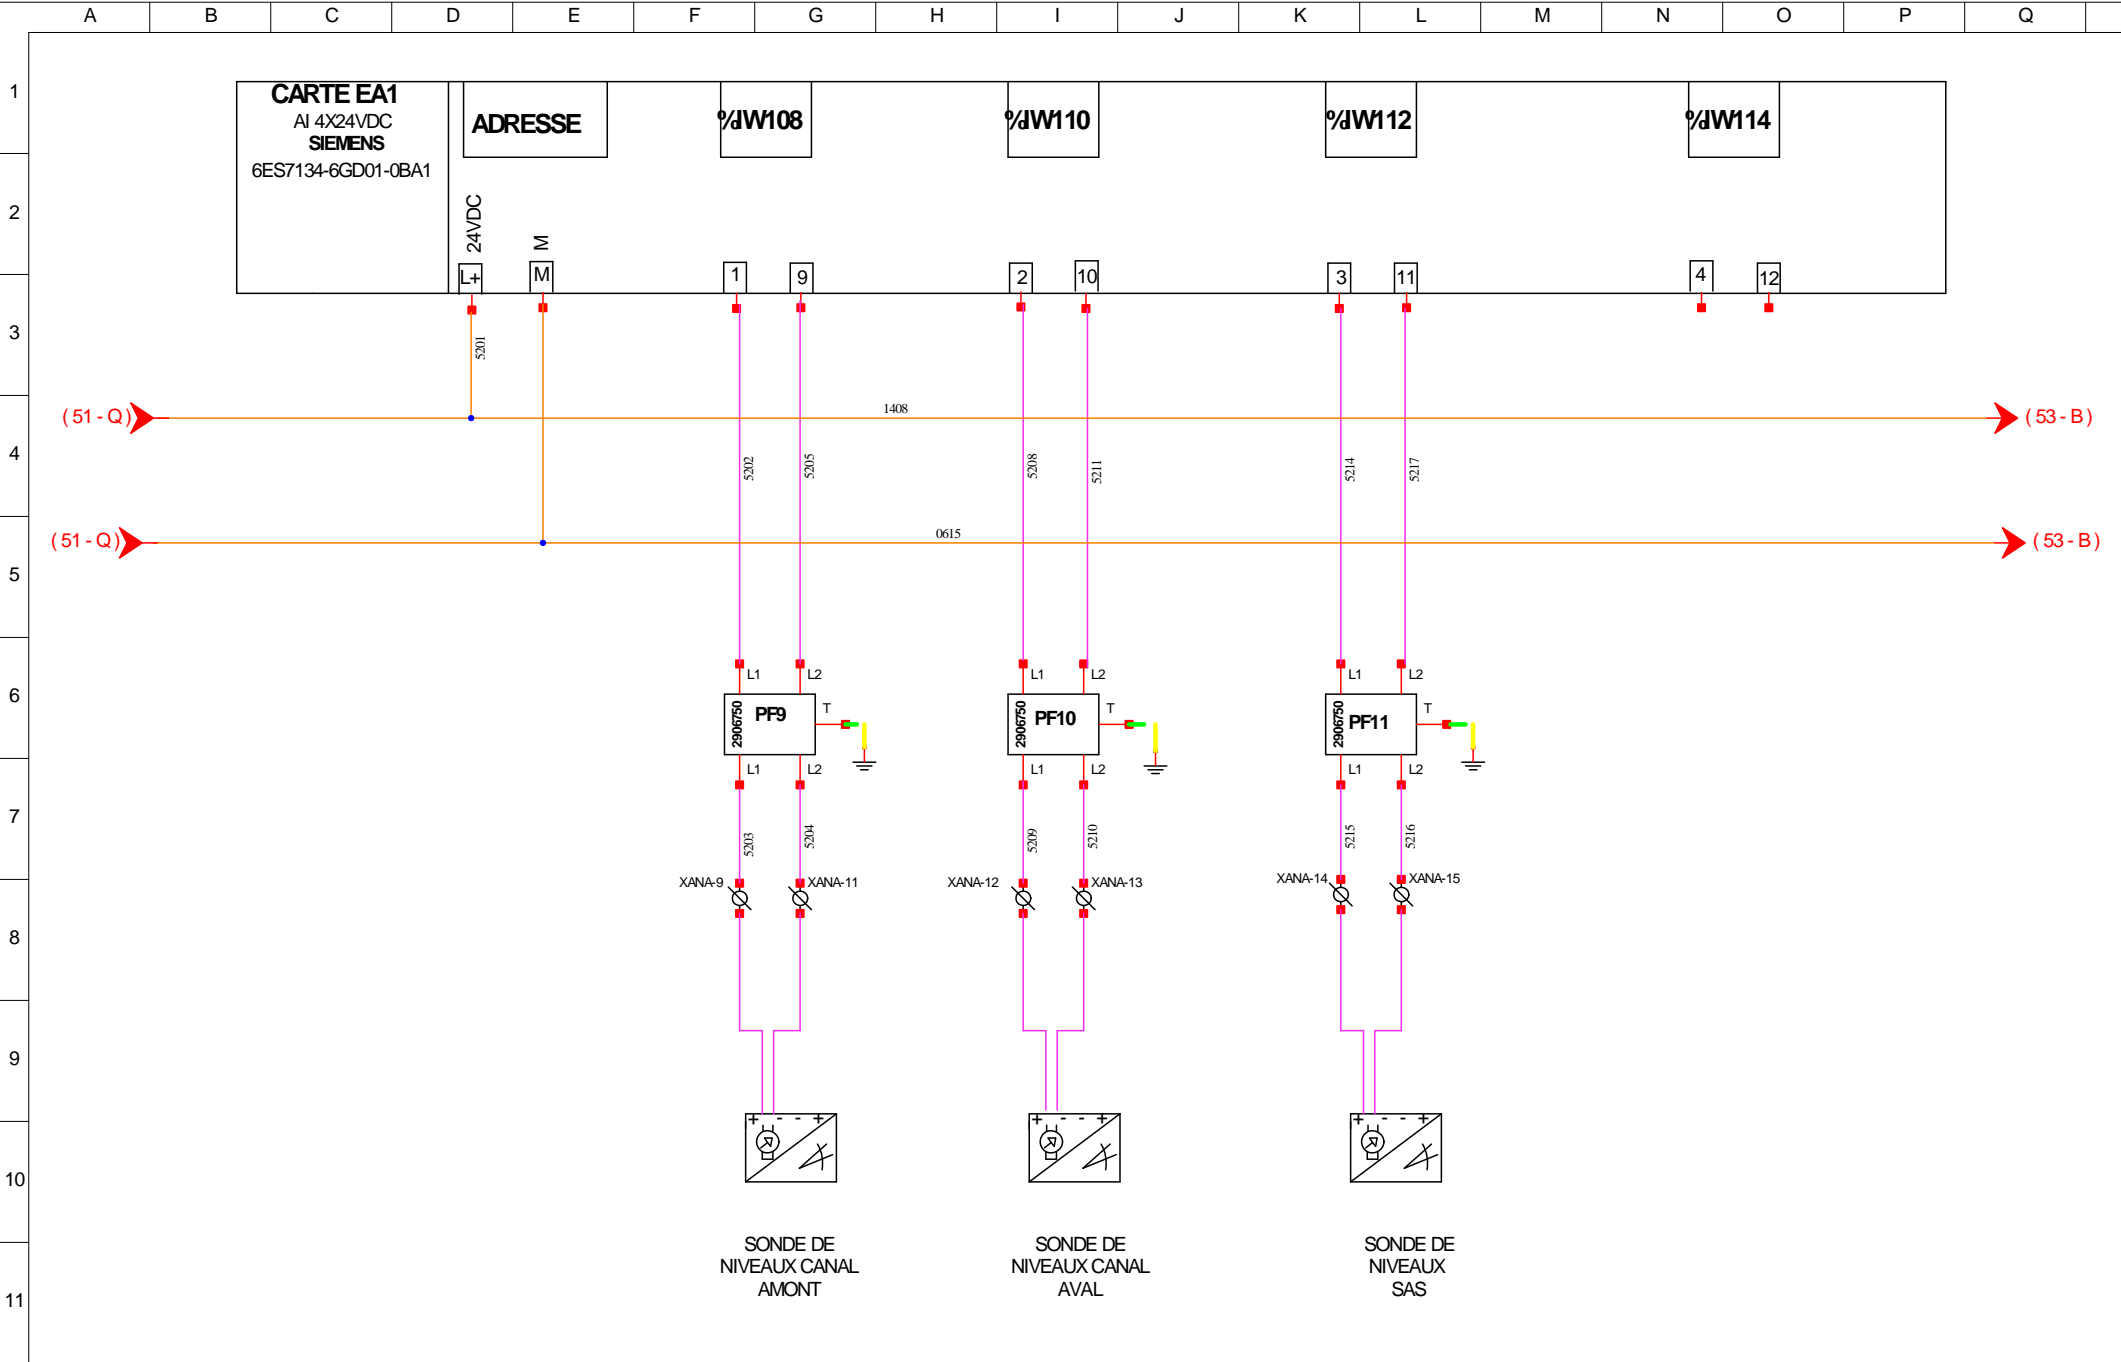 A B C D E F G H I J K L M N O P Q
1
CARTE EA1
AI 4X24VDC
SIEMENS
6ES7134-6GD01-0BA1
ADRESSE
%IW108
%IW110
%IW112
%IW114
2
24VDC
M
L+ M 1 9 2 10 3 11 4 12
3
5201
(51-Q) 1408 (53-B)
4
5202 5205 5208 5211 5214 5217
(51-Q) 0615 (53-B)
5
6
L1 L2 L1 L2 L1 L2
2906750 PF9 T 2906750 PF10 T 2906750 PF11 T
L1 L2 L1 L2 L1 L2
7
5203 5204 5209 5210 5215 5216
XANA-9 XANA-11 XANA-12 XANA-13 XANA-14 XANA-15
8
9
+ - - + + - - + + - - +
10
SONDE DE
NIVEAUX CANAL
AMONT
SONDE DE
NIVEAUX CANAL
AVAL
SONDE DE
NIVEAUX
SAS
11